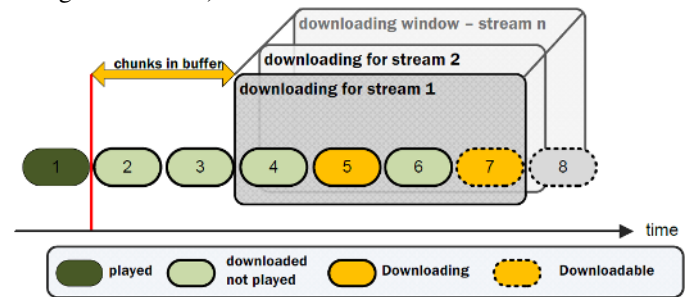 downloading window – stream n
downloading for stream 2
chunks in buffer
downloading for stream 1
1 2 3 4 5 6 7 8
time
played
downloaded
not played
Downloading
Downloadable